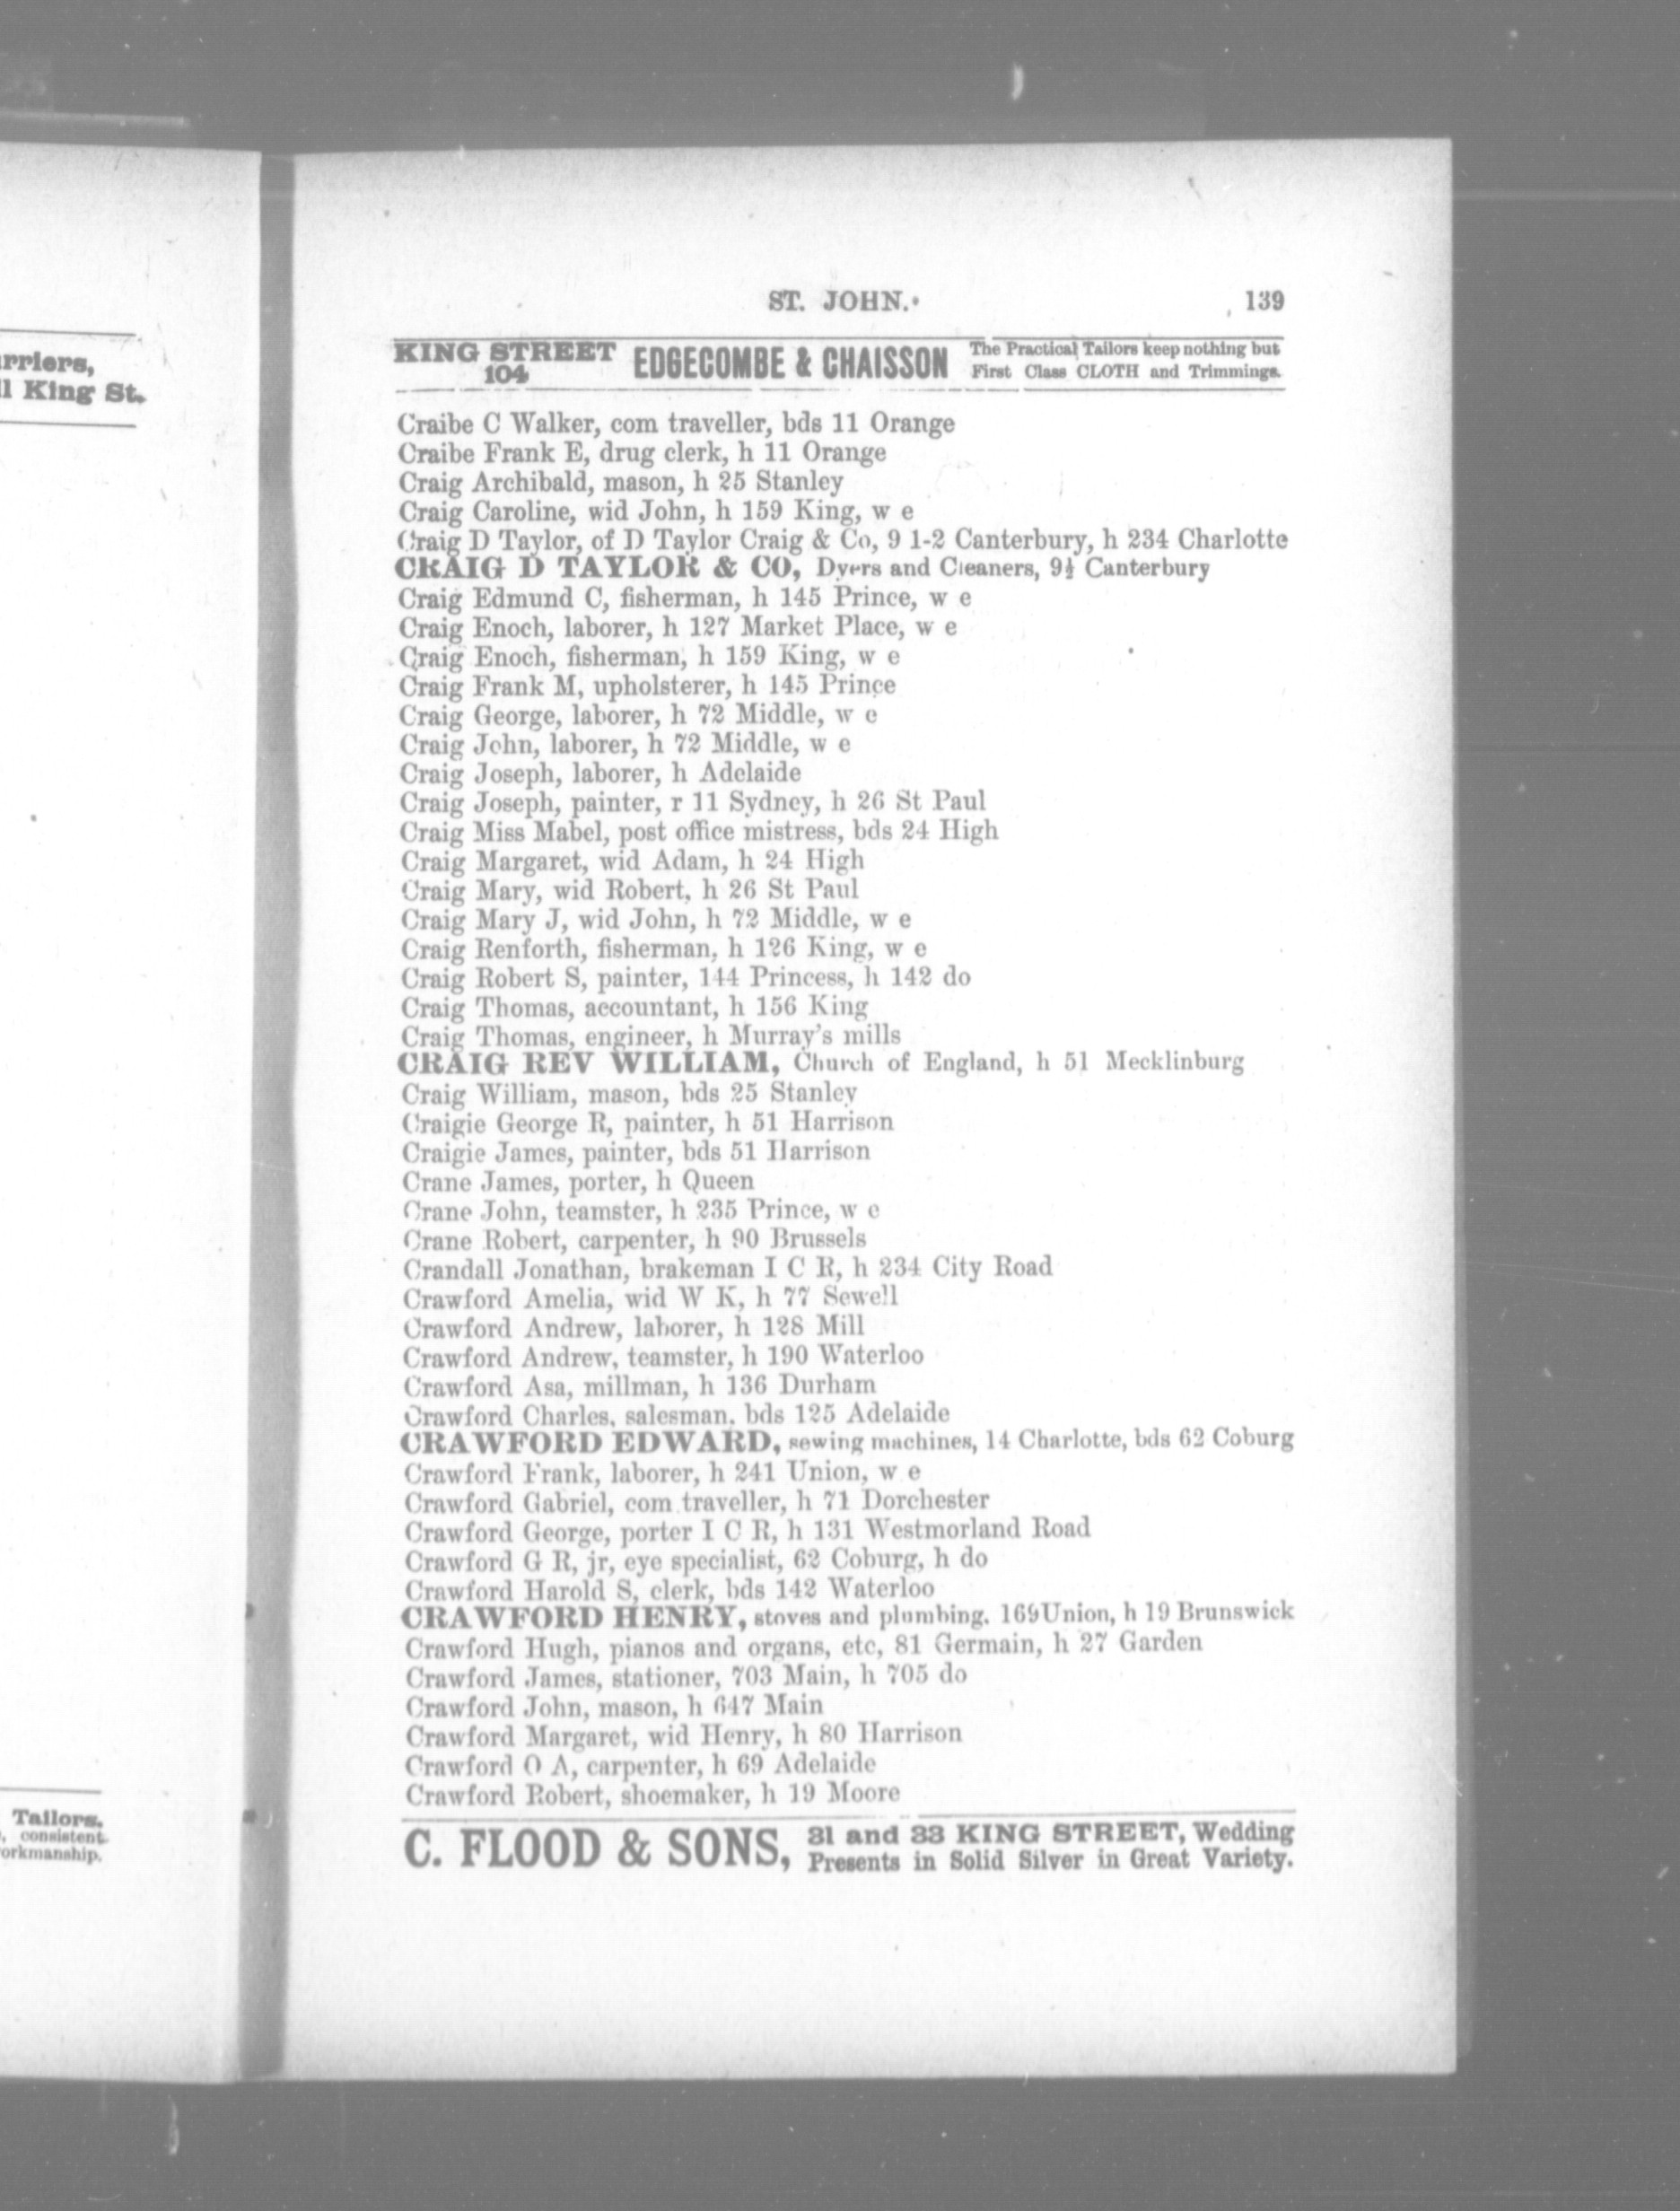 rriers,
ll King St.
Tailors.
consistent
orkmanship.
ST. JOHN.
139
KING STREET
104
EDGECOMBE & CHAISSON
The Practical Tailors keep nothing but
First Class CLOTH and Trimmings.
Craibe C Walker, com traveller, bds 11 Orange
Craibe Frank E, drug clerk, h 11 Orange
Craig Archibald, mason, h 25 Stanley
Craig Caroline, wid John, h 159 King, w e
Craig D Taylor, of D Taylor Craig & Co, 9 1-2 Canterbury, h 234 Charlotte
CRAIG D TAYLOR & CO, Dyers and Cleaners, 9½ Canterbury
Craig Edmund C, fisherman, h 145 Prince, w e
Craig Enoch, laborer, h 127 Market Place, w e
Craig Enoch, fisherman, h 159 King, w e
Craig Frank M, upholsterer, h 145 Prince
Craig George, laborer, h 72 Middle, w e
Craig John, laborer, h 72 Middle, w e
Craig Joseph, laborer, h Adelaide
Craig Joseph, painter, r 11 Sydney, h 26 St Paul
Craig Miss Mabel, post office mistress, bds 24 High
Craig Margaret, wid Adam, h 24 High
Craig Mary, wid Robert, h 26 St Paul
Craig Mary J, wid John, h 72 Middle, w e
Craig Renforth, fisherman, h 126 King, w e
Craig Robert S, painter, 144 Princess, h 142 do
Craig Thomas, accountant, h 156 King
Craig Thomas, engineer, h Murray's mills
CRAIG REV WILLIAM, Church of England, h 51 Mecklinburg
Craig William, mason, bds 25 Stanley
Craigie George R, painter, h 51 Harrison
Craigie James, painter, bds 51 Harrison
Crane James, porter, h Queen
Crane John, teamster, h 235 Prince, w e
Crane Robert, carpenter, h 90 Brussels
Crandall Jonathan, brakeman I C R, h 234 City Road
Crawford Amelia, wid W K, h 77 Sewell
Crawford Andrew, laborer, h 128 Mill
Crawford Andrew, teamster, h 190 Waterloo
Crawford Asa, millman, h 136 Durham
Crawford Charles, salesman, bds 125 Adelaide
CRAWFORD EDWARD, sewing machines, 14 Charlotte, bds 62 Coburg
Crawford Frank, laborer, h 241 Union, w e
Crawford Gabriel, com traveller, h 71 Dorchester
Crawford George, porter I C R, h 131 Westmorland Road
Crawford G R, jr, eye specialist, 62 Coburg, h do
Crawford Harold S, clerk, bds 142 Waterloo
CRAWFORD HENRY, stoves and plumbing. 169 Union, h 19 Brunswick
Crawford Hugh, pianos and organs, etc, 81 Germain, h 27 Garden
Crawford James, stationer, 703 Main, h 705 do
Crawford John, mason, h 647 Main
Crawford Margaret, wid Henry, h 80 Harrison
Crawford O A, carpenter, h 69 Adelaide
Crawford Robert, shoemaker, h 19 Moore
C. FLOOD & SONS,
31 and 33 KING STREET, Wedding
Presents in Solid Silver in Great Variety.